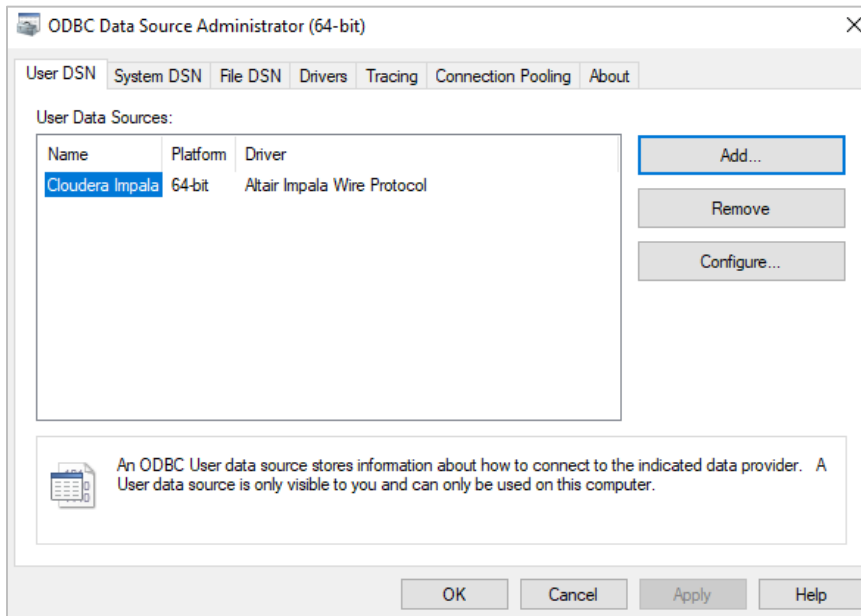 ODBC Data Source Administrator (64-bit)
User DSN System DSN File DSN Drivers Tracing Connection Pooling About
User Data Sources:
Name Platform Driver
Cloudera Impala 64-bit Altair Impala Wire Protocol
Add...
Remove
Configure...
An ODBC User data source stores information about how to connect to the indicated data provider. A
User data source is only visible to you and can only be used on this computer.
OK Cancel Apply Help